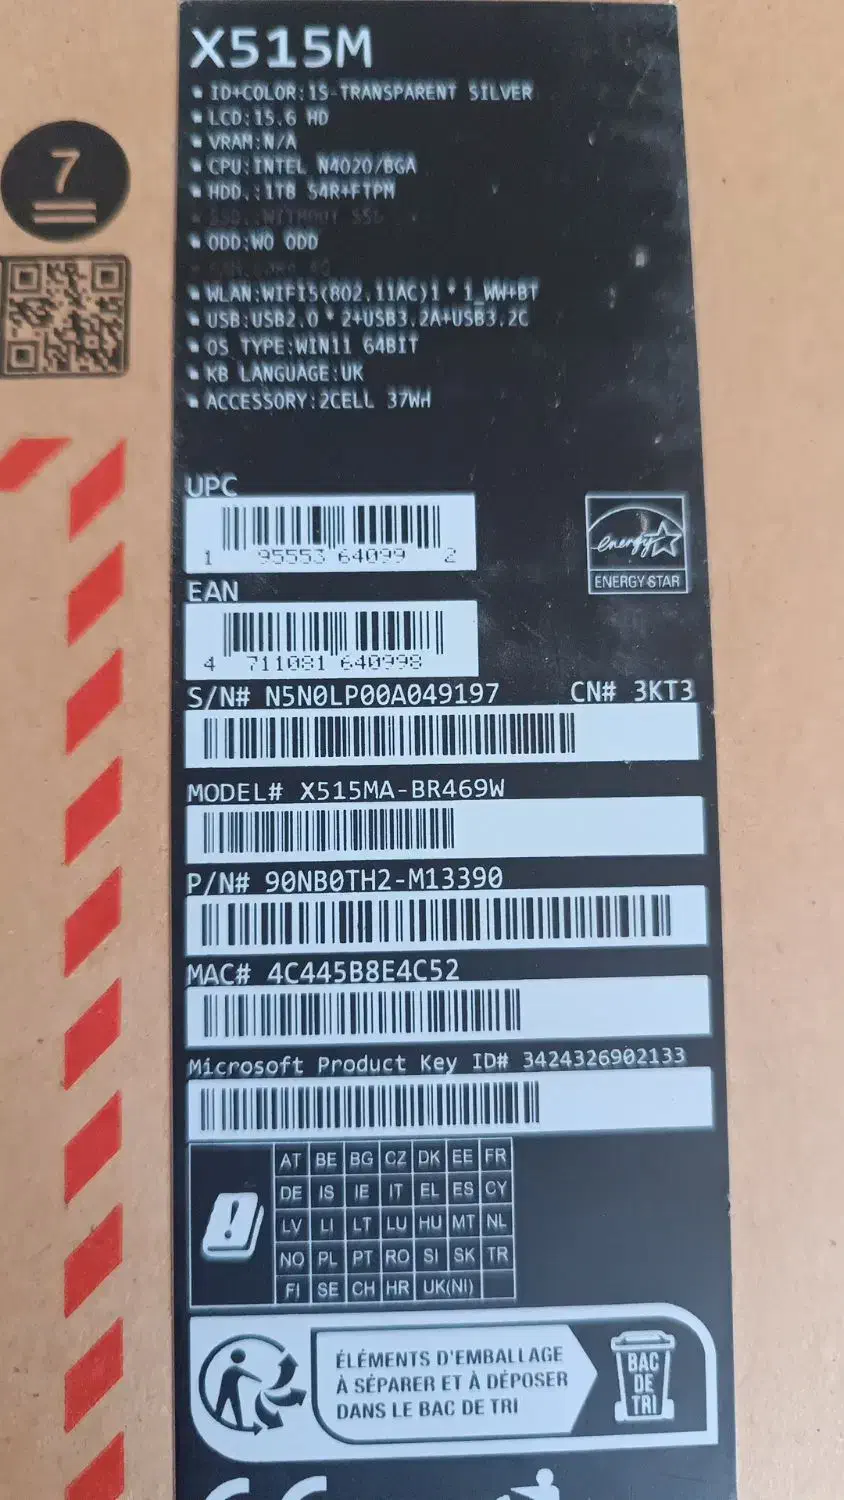 X515M
ID+COLOR:1S-TRANSPARENT SILVER
LCD:15.6 HD
VRAM:N/A
CPU:INTEL N4020/BGA
HDD.:1TB 54R+FTPM
SSD.:WITHOUT SSD
ODD:WO ODD
WLAN:WIFI5(802.11AC)1*1_WW+BT
USB:USB2.0*2+USB3.2A+USB3.2C
OS TYPE:WIN11 64BIT
KB LANGUAGE:UK
ACCESSORY:2CELL 37WH
7
UPC
1 95553 64099 2
EAN
4 711081 640998
ENERGY STAR
S/N# N5N0LP00A049197 CN# 3KT3
MODEL# X515MA-BR469W
P/N# 90NB0TH2-M13390
MAC# 4C445B8E4C52
Microsoft Product Key ID# 3424326902133
AT BE BG CZ DK EE FR
DE IS IE IT EL ES CY
LV LI LT LU HU MT NL
NO PL PT RO SI SK TR
FI SE CH HR UK(NI)
ÉLÉMENTS D'EMBALLAGE
À SÉPARER ET À DÉPOSER
DANS LE BAC DE TRI
BAC
DE
TRI